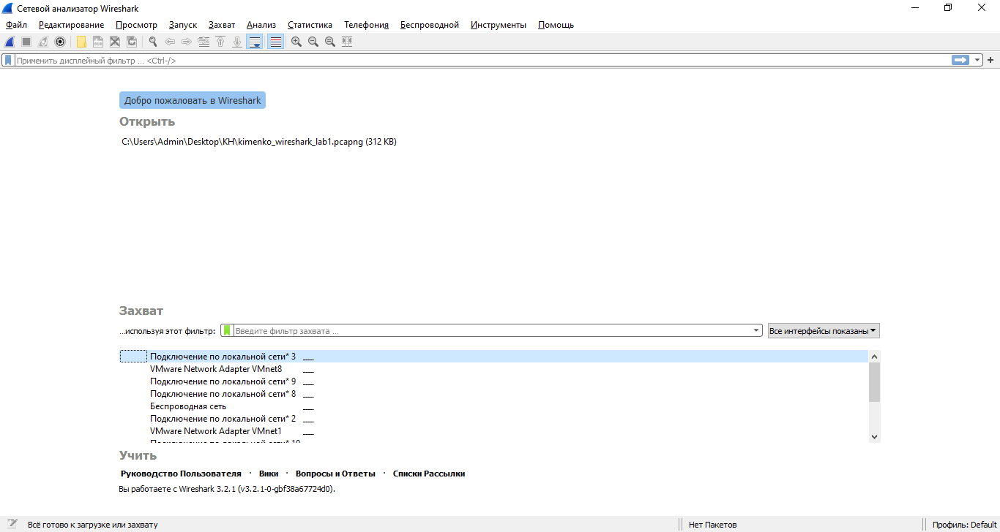 Сетевой анализатор Wireshark
Файл Редактирование Просмотр Запуск Захват Анализ Статистика Телефония Беспроводной Инструменты Помощь
Применить дисплейный фильтр ... <Ctrl-/>
Добро пожаловать в Wireshark
Открыть
C:\Users\Admin\Desktop\KH\kimenko_wireshark_lab1.pcapng (312 KB)
Захват
...используя этот фильтр: Введите фильтр захвата ... Все интерфейсы показаны
Подключение по локальной сети* 3
VMware Network Adapter VMnet8
Подключение по локальной сети* 9
Подключение по локальной сети* 8
Беспроводная сеть
Подключение по локальной сети* 2
VMware Network Adapter VMnet1
Подключение по локальной сети* 10
Учить
Руководство Пользователя · Вики · Вопросы и Ответы · Списки Рассылки
Вы работаете с Wireshark 3.2.1 (v3.2.1-0-gbf38a67724d0).
Всё готово к загрузке или захвату Нет Пакетов Профиль: Default